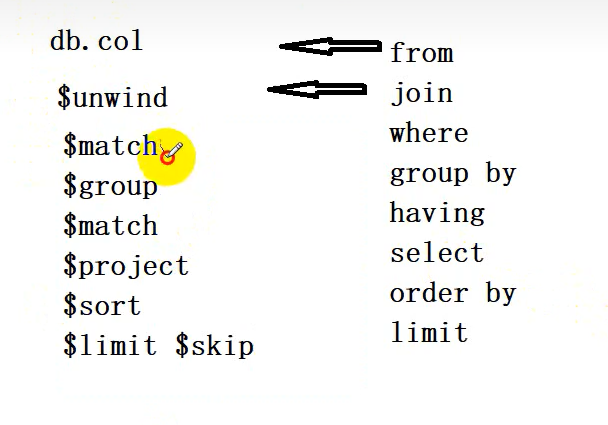 db.col
from
$unwind
join
$match
where
$group
group by
$match
having
$project
select
$sort
order by
$limit $skip
limit